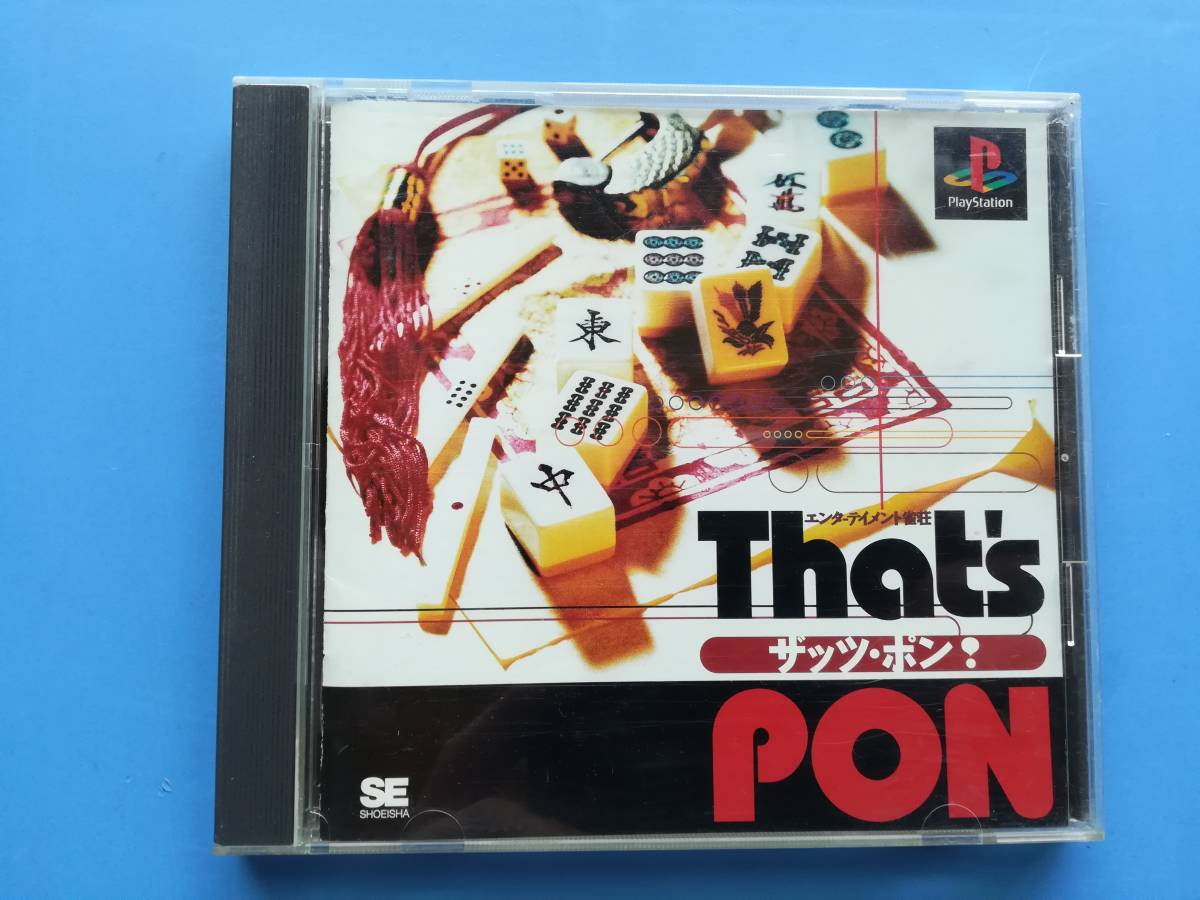 PlayStation
東
中
エンターテイメント雀荘
That's
ザッツ・ポン!
PON
SE
SHOEISHA